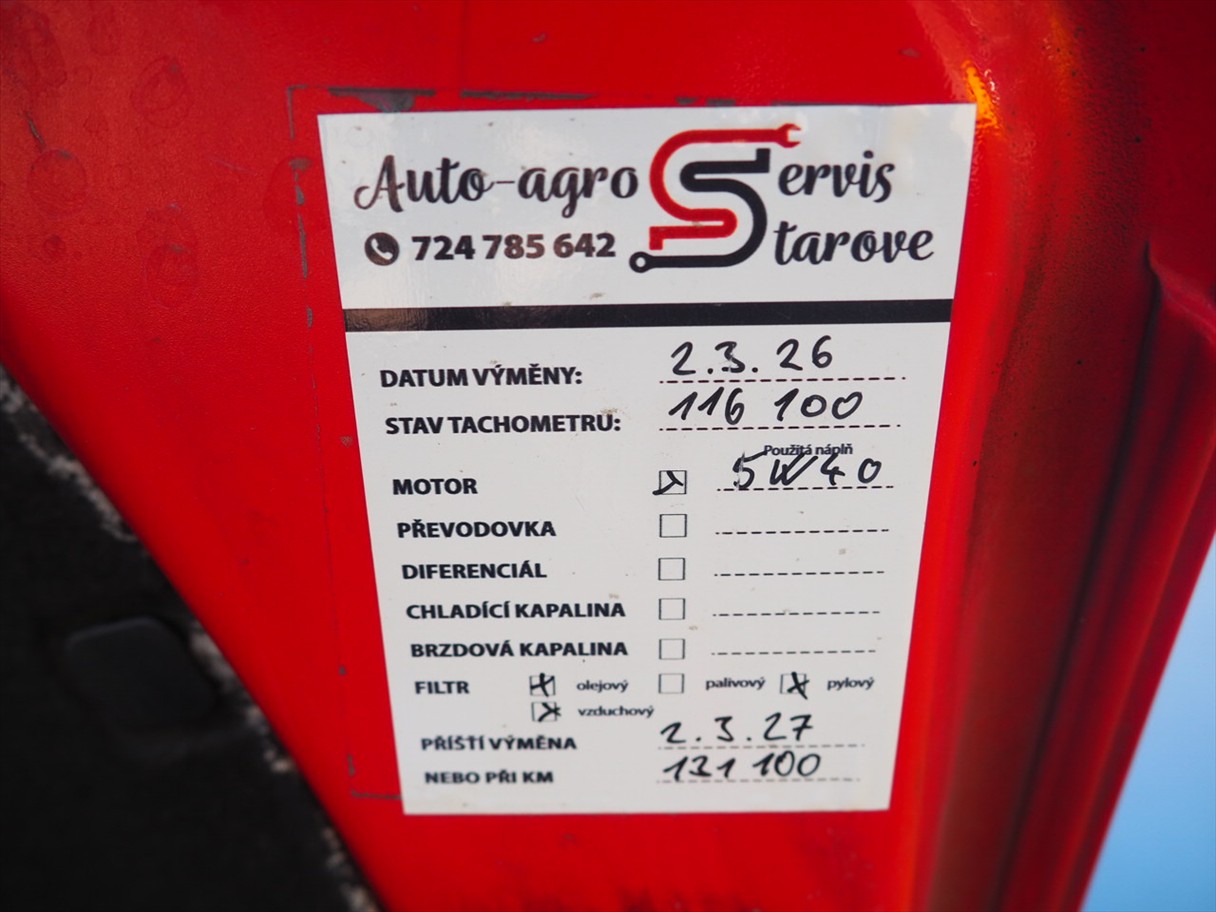 Auto-agro Servis
724 785 642 Starove
DATUM VÝMĚNY: 2.3.26
STAV TACHOMETRU: 116 100
Použitá náplň
MOTOR 5W40
PŘEVODOVKA
DIFERENCIÁL
CHLADÍCÍ KAPALINA
BRZDOVÁ KAPALINA
FILTR olejový palivový pylový
vzduchový
PŘÍŠTÍ VÝMĚNA 2.3.27
NEBO PŘI KM 131 100